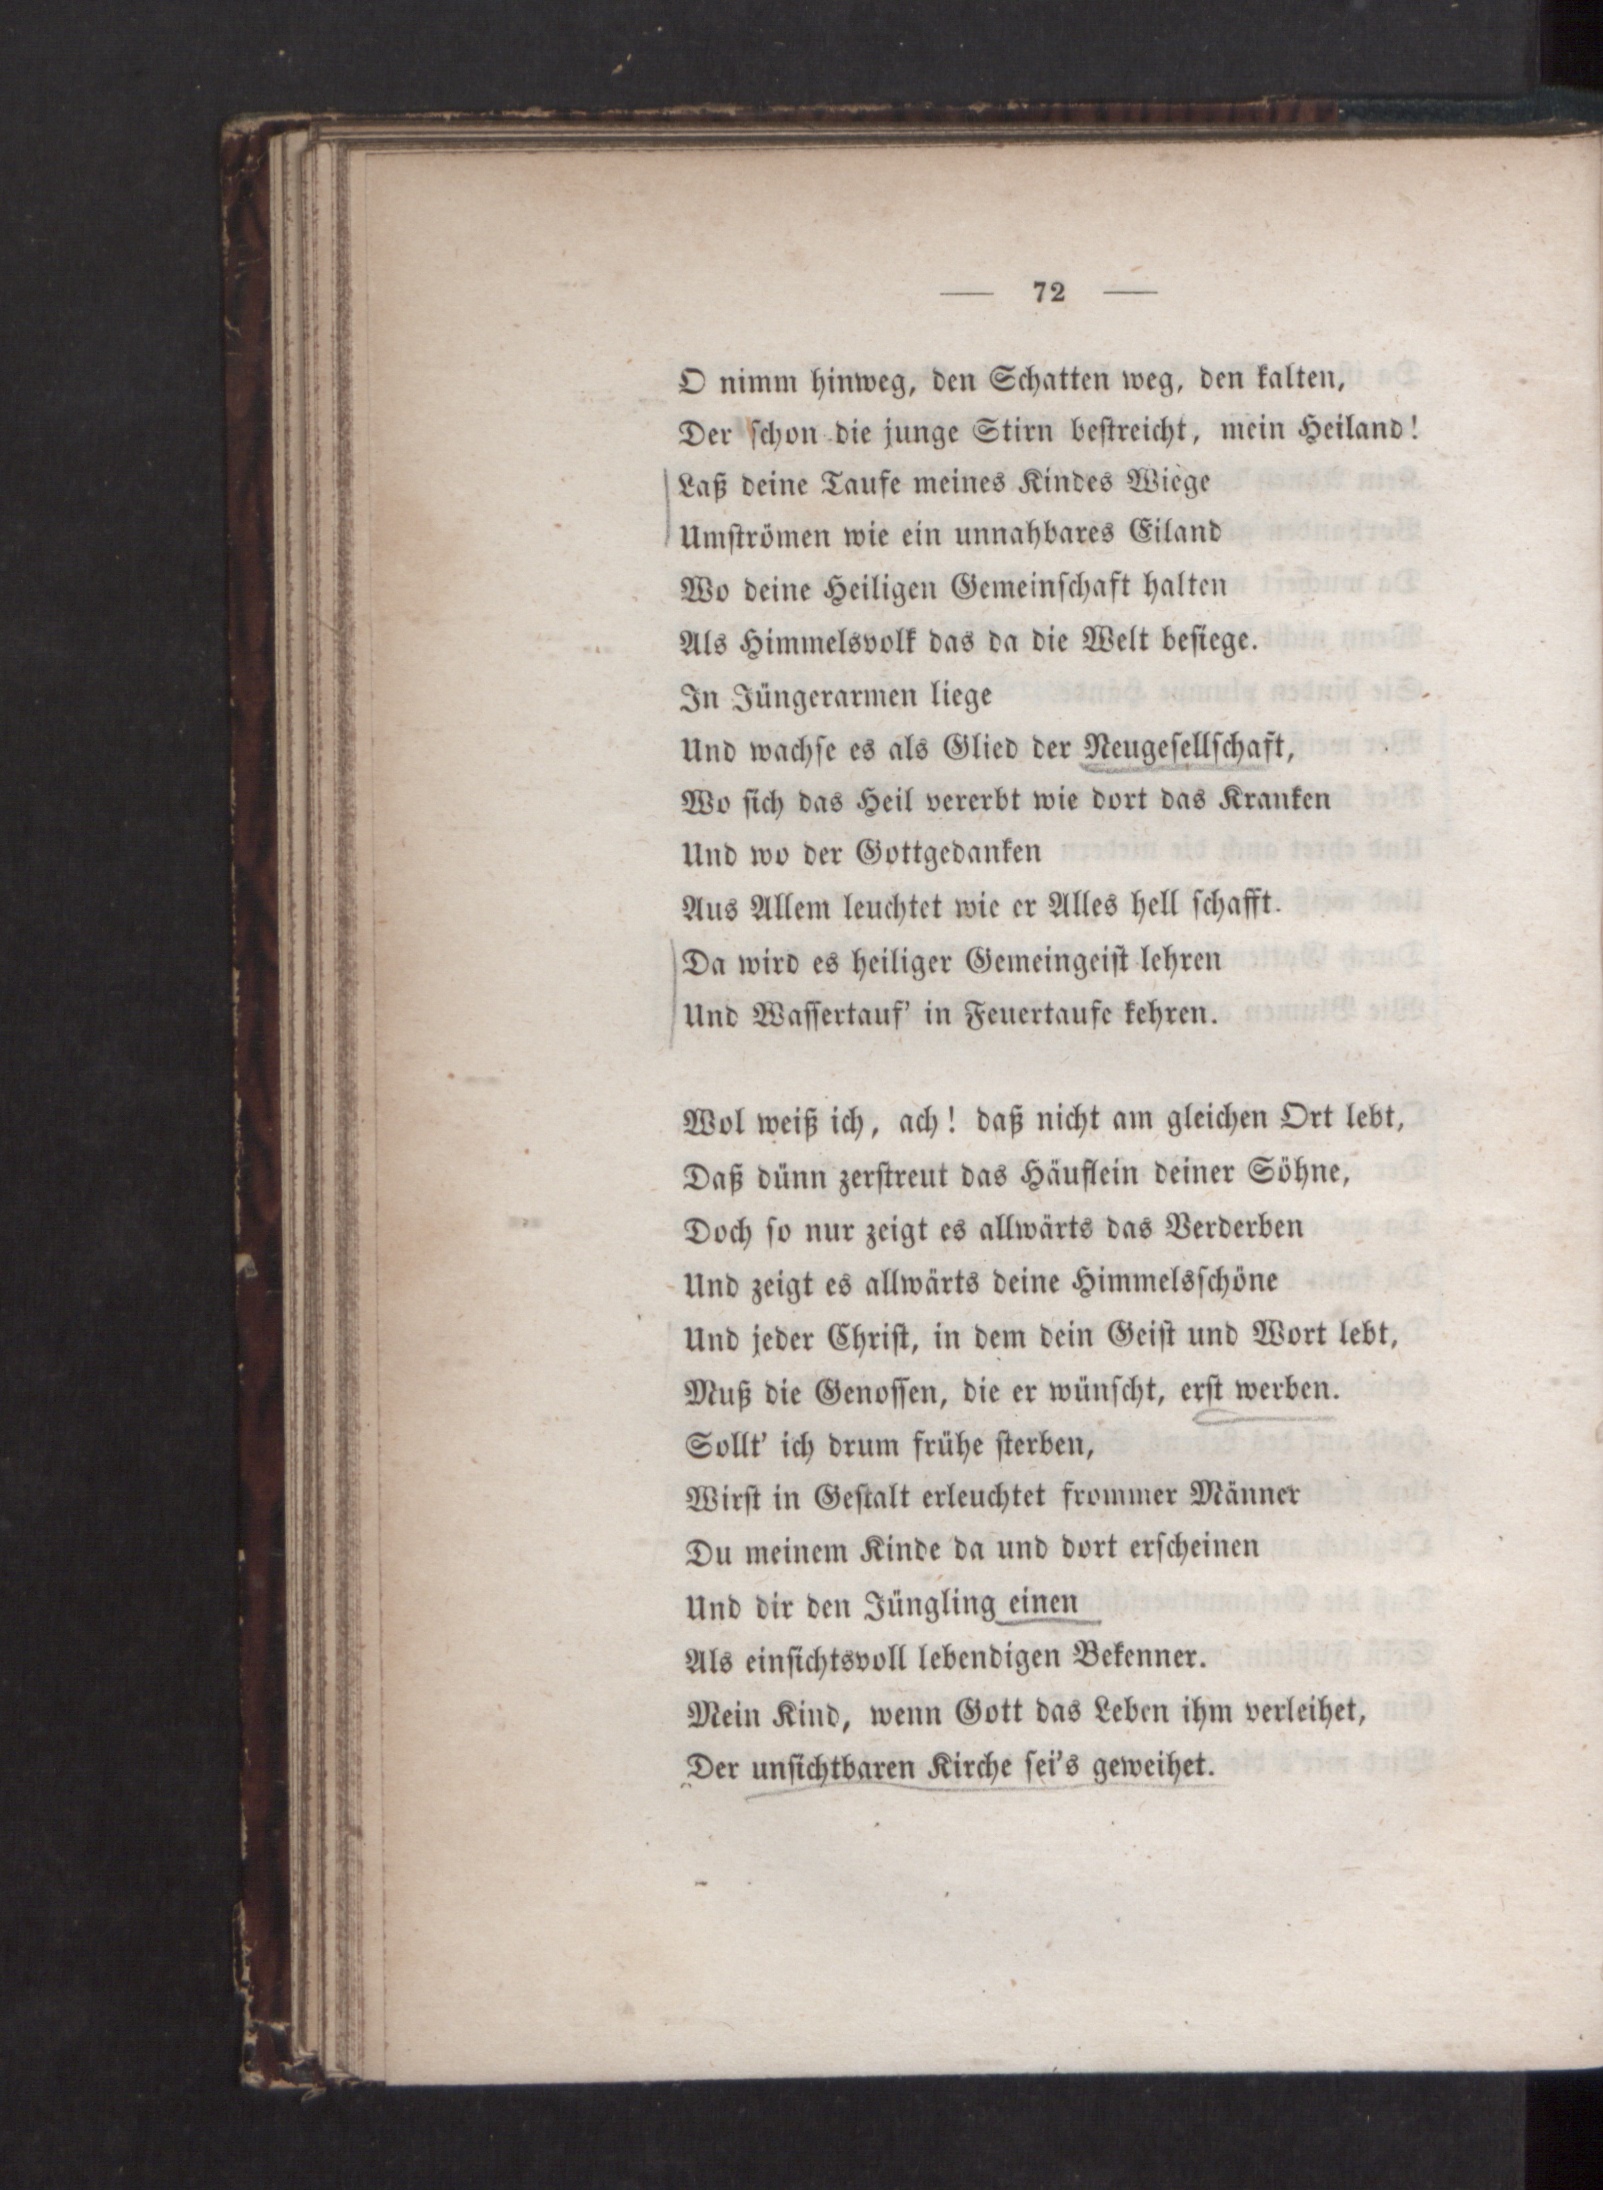 — 72 —
O nimm hinweg, den Schatten weg, den kalten,
Der ſchon die junge Stirn beſtreicht, mein Heiland!
Laß deine Taufe meines Kindes Wiege
Umſtrömen wie ein unnahbares Eiland
Wo deine Heiligen Gemeinſchaft halten
Als Himmelsvolk das da die Welt beſiege.
In Jüngerarmen liege
Und wachſe es als Glied der Neugeſellſchaft,
Wo ſich das Heil vererbt wie dort das Kranken
Und wo der Gottgedanken
Aus Allem leuchtet wie er Alles hell ſchafft.
Da wird es heiliger Gemeingeiſt lehren
Und Waſſertauf' in Feuertaufe kehren.
Wol weiß ich, ach! daß nicht am gleichen Ort lebt,
Daß dünn zerſtreut das Häuflein deiner Söhne,
Doch ſo nur zeigt es allwärts das Verderben
Und zeigt es allwärts deine Himmelsſchöne
Und jeder Chriſt, in dem dein Geiſt und Wort lebt,
Muß die Genoſſen, die er wünſcht, erſt werben.
Sollt' ich drum frühe ſterben,
Wirſt in Geſtalt erleuchtet frommer Männer
Du meinem Kinde da und dort erſcheinen
Und dir den Jüngling einen
Als einſichtsvoll lebendigen Bekenner.
Mein Kind, wenn Gott das Leben ihm verleihet,
Der unſichtbaren Kirche ſei's geweihet.